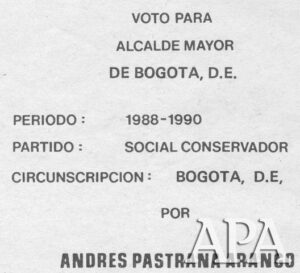 VOTO PARA
ALCALDE MAYOR
DE BOGOTA, D.E.
PERIODO : 1988-1990
PARTIDO : SOCIAL CONSERVADOR
CIRCUNSCRIPCION : BOGOTA, D.E,
POR
APA
ANDRES PASTRANA ARANGO